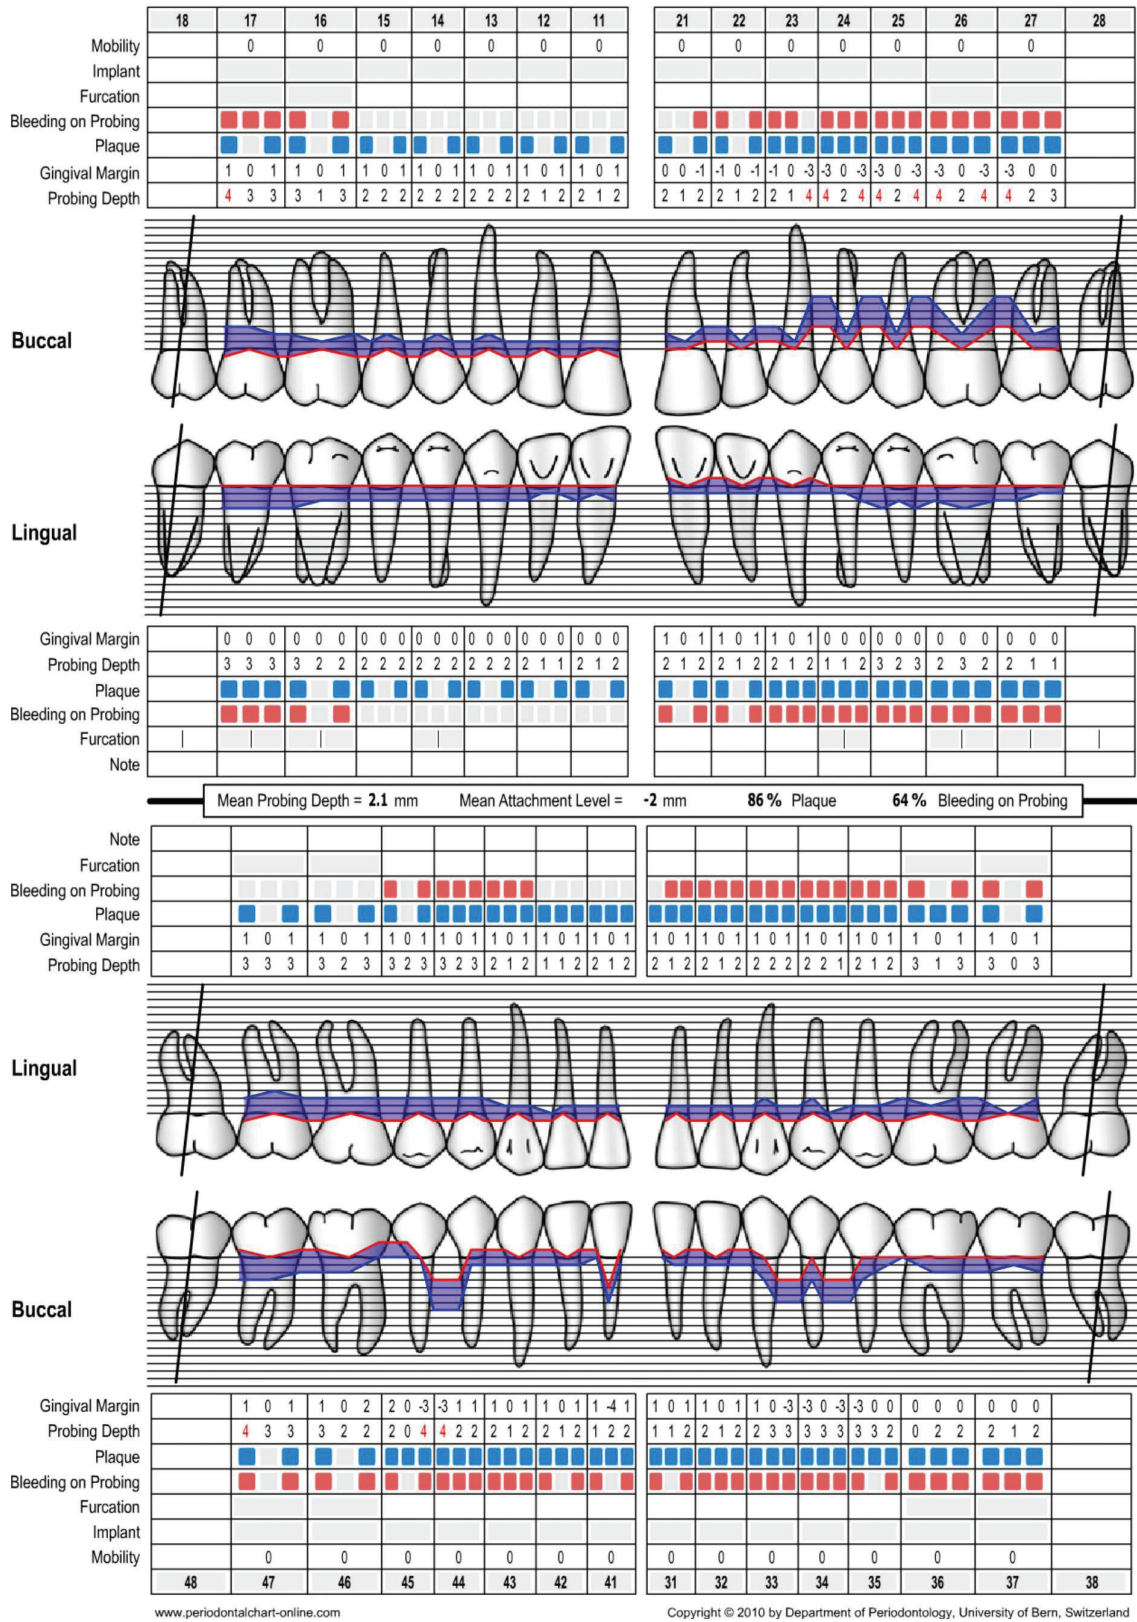 18 17 16 15 14 13 12 11 21 22 23 24 25 26 27 28
Mobility 0 0 0 0 0 0 0 0 0 0 0 0 0 0
Implant
Furcation
Bleeding on Probing
Plaque
Gingival Margin 1 0 1 1 0 1 1 0 1 1 0 1 1 0 1 1 0 1 1 0 1 0 0 -1 -1 0 -1 -1 0 -3 -3 0 -3 -3 0 -3 -3 0 -3 -3 0 0
Probing Depth 4 3 3 3 1 3 2 2 2 2 2 2 2 2 2 2 1 2 2 1 2 2 1 2 2 1 2 2 1 4 4 2 4 4 2 4 4 2 4 4 2 3
Buccal
Lingual
Gingival Margin 0 0 0 0 0 0 0 0 0 0 0 0 0 0 0 0 0 0 0 0 0 1 0 1 1 0 1 1 0 1 0 0 0 0 0 0 0 0 0 0 0 0
Probing Depth 3 3 3 3 2 2 2 2 2 2 2 2 2 2 2 2 1 1 2 1 2 2 1 2 2 1 2 2 1 2 1 1 2 3 2 3 2 3 2 2 1 1
Plaque
Bleeding on Probing
Furcation
Note
Mean Probing Depth = 2.1 mm Mean Attachment Level = -2 mm 86 % Plaque 64 % Bleeding on Probing
Note
Furcation
Bleeding on Probing
Plaque
Gingival Margin 1 0 1 1 0 1 1 0 1 1 0 1 1 0 1 1 0 1 1 0 1 1 0 1 1 0 1 1 0 1 1 0 1 1 0 1 1 0 1 1 0 1
Probing Depth 3 3 3 3 2 3 3 2 3 3 2 3 2 1 2 1 1 2 2 1 2 2 1 2 2 1 2 1 2 2 2 2 1 2 1 2 3 1 3 3 0 3
Lingual
Buccal
Gingival Margin 1 0 1 1 0 2 2 0 -3 -3 1 1 1 0 1 1 0 1 1 -4 1 1 0 1 1 0 1 1 0 -3 -3 0 -3 -3 0 0 0 0 0 0 0 0
Probing Depth 4 3 3 3 2 2 2 0 4 4 2 2 2 1 2 2 1 2 1 2 2 1 1 2 2 1 2 2 3 3 3 3 3 3 3 2 0 2 2 2 1 2
Plaque
Bleeding on Probing
Furcation
Implant
Mobility 0 0 0 0 0 0 0 0 0 0 0 0 0 0
48 47 46 45 44 43 42 41 31 32 33 34 35 36 37 38
www.periodontalchart-online.com Copyright © 2010 by Department of Periodontology, University of Bern, Switzerland